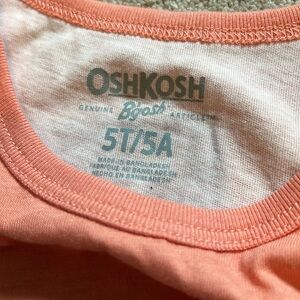 OSHKOSH
GENUINE B'gosh ARTICLE
5T/5A
MADE IN BANGLADESH
FABRIQUÉ AU BANGLADESH
HECHO EN BANGLADESH